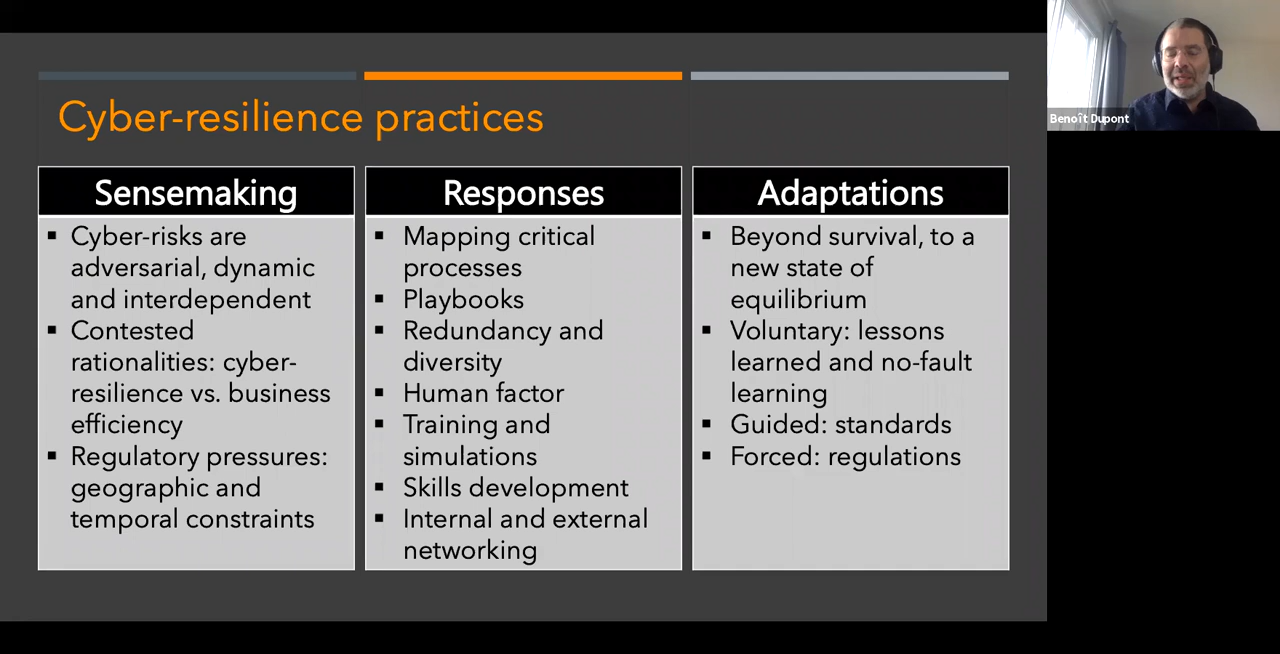 Cyber-resilience practices
Sensemaking
▪ Cyber-risks are
adversarial, dynamic
and interdependent
▪ Contested
rationalities: cyber-
resilience vs. business
efficiency
▪ Regulatory pressures:
geographic and
temporal constraints
Responses
▪ Mapping critical
processes
▪ Playbooks
▪ Redundancy and
diversity
▪ Human factor
▪ Training and
simulations
▪ Skills development
▪ Internal and external
networking
Adaptations
▪ Beyond survival, to a
new state of
equilibrium
▪ Voluntary: lessons
learned and no-fault
learning
▪ Guided: standards
▪ Forced: regulations
Benoît Dupont